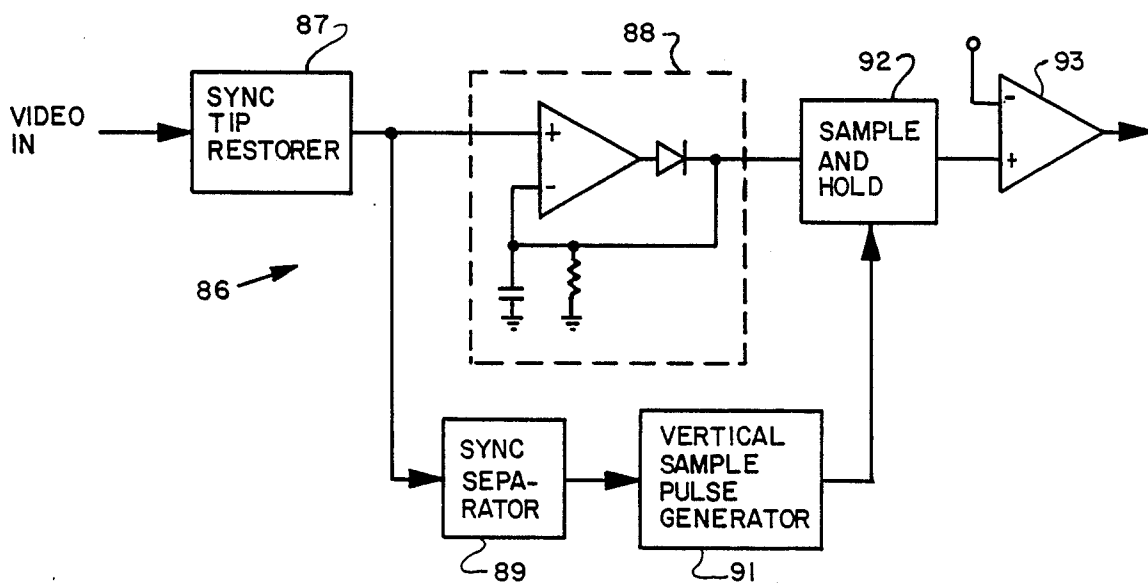 87
SYNC
TIP
RESTORER
VIDEO
IN
88
+
-
92
SAMPLE
AND
HOLD
93
-
+
86
SYNC
SEPA-
RATOR
89
VERTICAL
SAMPLE
PULSE
GENERATOR
91